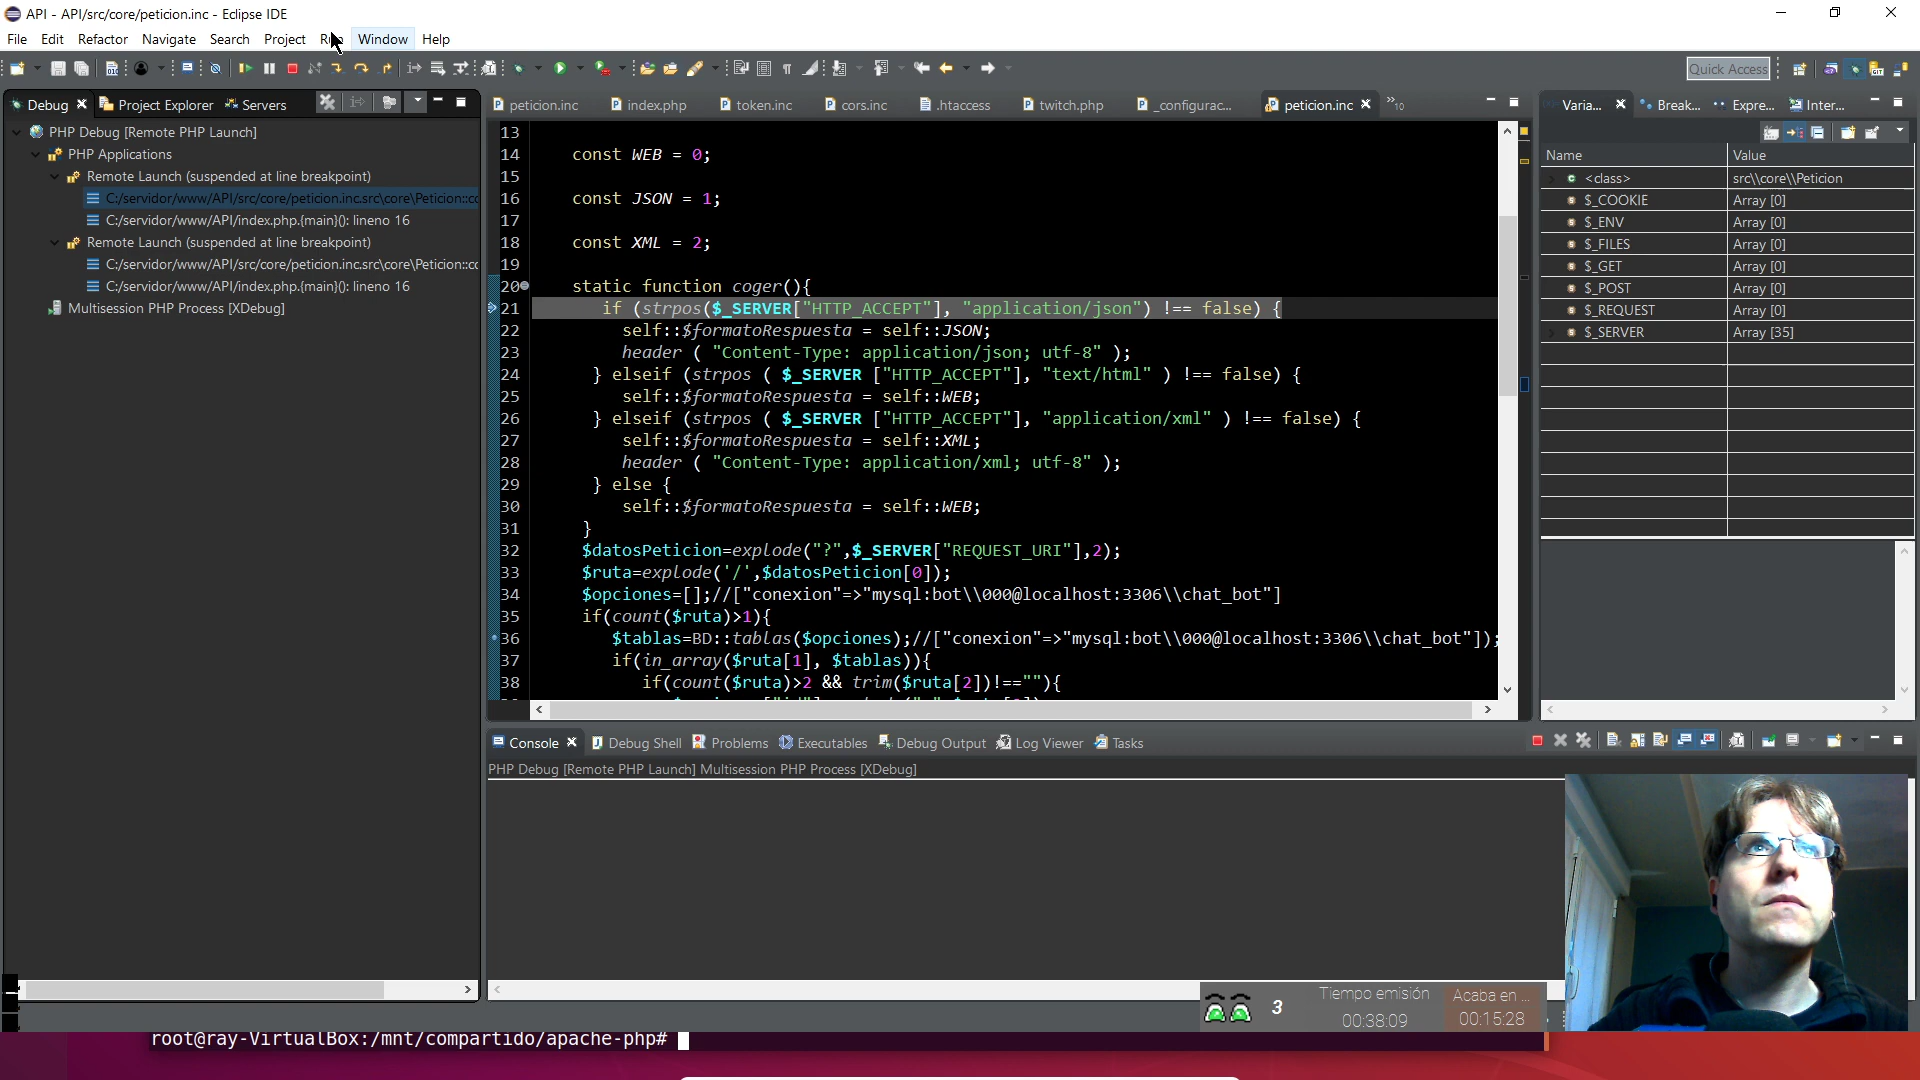 API - API/src/core/peticion.inc - Eclipse IDE
File Edit Refactor Navigate Search Project Window Help
Quick Access
Debug Project Explorer Servers
PHP Debug [Remote PHP Launch]
PHP Applications
Remote Launch (suspended at line breakpoint)
C:/servidor/www/API/src/core/peticion.inc.src\core\Peticion::co
C:/servidor/www/API/index.php.{main}(): lineno 16
Remote Launch (suspended at line breakpoint)
C:/servidor/www/API/src/core/peticion.inc.src\core\Peticion::co
C:/servidor/www/API/index.php.{main}(): lineno 16
Multisession PHP Process [XDebug]
peticion.inc index.php token.inc cors.inc .htaccess twitch.php _configurac... peticion.inc »10
13
14 const WEB = 0;
15
16 const JSON = 1;
17
18 const XML = 2;
19
20 static function coger(){
21 if (strpos($_SERVER["HTTP_ACCEPT"], "application/json") !== false) {
22 self::$formatoRespuesta = self::JSON;
23 header ( "Content-Type: application/json; utf-8" );
24 } elseif (strpos ( $_SERVER ["HTTP_ACCEPT"], "text/html" ) !== false) {
25 self::$formatoRespuesta = self::WEB;
26 } elseif (strpos ( $_SERVER ["HTTP_ACCEPT"], "application/xml" ) !== false) {
27 self::$formatoRespuesta = self::XML;
28 header ( "Content-Type: application/xml; utf-8" );
29 } else {
30 self::$formatoRespuesta = self::WEB;
31 }
32 $datosPeticion=explode("?",$_SERVER["REQUEST_URI"],2);
33 $ruta=explode('/',$datosPeticion[0]);
34 $opciones=[];//["conexion"=>"mysql:bot\\000@localhost:3306\\chat_bot"]
35 if(count($ruta)>1){
36 $tablas=BD::tablas($opciones);//["conexion"=>"mysql:bot\\000@localhost:3306\\chat_bot"]);
37 if(in_array($ruta[1], $tablas)){
38 if(count($ruta)>2 && trim($ruta[2])!==""){
Varia... Break... Expre... Inter...
Name Value
<class> src\\core\\Peticion
$_COOKIE Array [0]
$_ENV Array [0]
$_FILES Array [0]
$_GET Array [0]
$_POST Array [0]
$_REQUEST Array [0]
$_SERVER Array [35]
Console Debug Shell Problems Executables Debug Output Log Viewer Tasks
PHP Debug [Remote PHP Launch] Multisession PHP Process [XDebug]
3
Tiempo emisión
00:38:09
Acaba en ...
00:15:28
root@ray-VirtualBox:/mnt/compartido/apache-php#